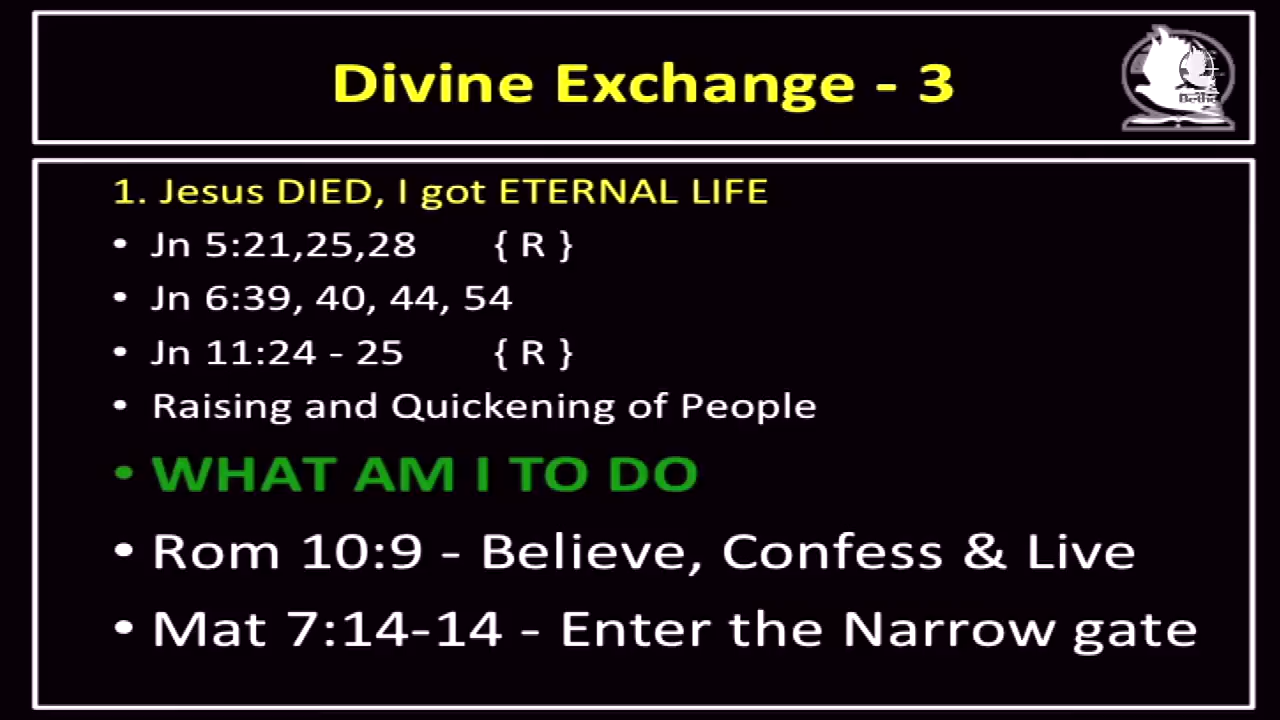 Divine Exchange - 3
1. Jesus DIED, I got ETERNAL LIFE
• Jn 5:21,25,28 { R }
• Jn 6:39, 40, 44, 54
• Jn 11:24 - 25 { R }
• Raising and Quickening of People
• WHAT AM I TO DO
• Rom 10:9 - Believe, Confess & Live
• Mat 7:14-14 - Enter the Narrow gate